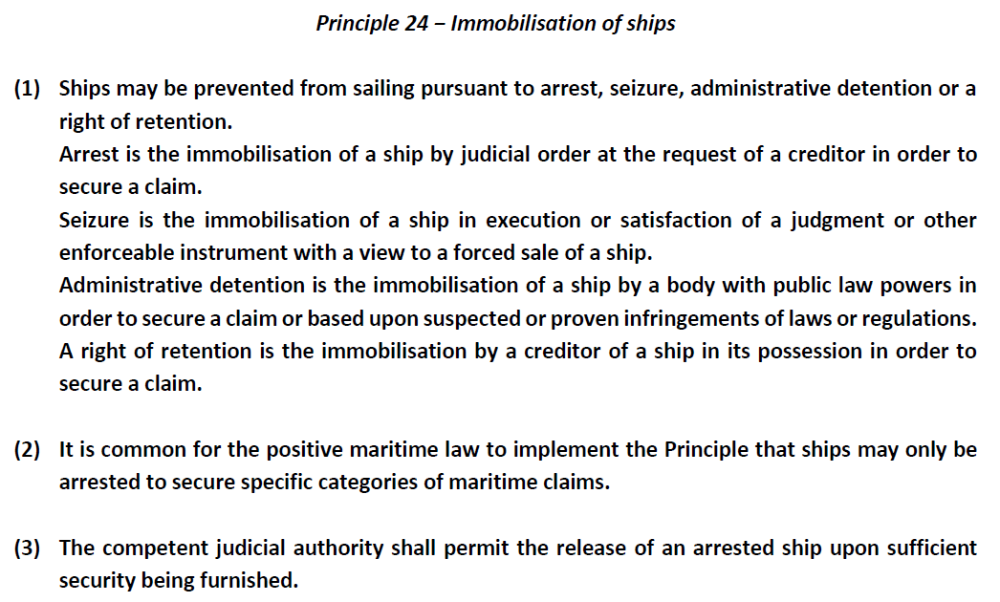 Principle 24 – Immobilisation of ships
(1) Ships may be prevented from sailing pursuant to arrest, seizure, administrative detention or a
right of retention.
Arrest is the immobilisation of a ship by judicial order at the request of a creditor in order to
secure a claim.
Seizure is the immobilisation of a ship in execution or satisfaction of a judgment or other
enforceable instrument with a view to a forced sale of a ship.
Administrative detention is the immobilisation of a ship by a body with public law powers in
order to secure a claim or based upon suspected or proven infringements of laws or regulations.
A right of retention is the immobilisation by a creditor of a ship in its possession in order to
secure a claim.
(2) It is common for the positive maritime law to implement the Principle that ships may only be
arrested to secure specific categories of maritime claims.
(3) The competent judicial authority shall permit the release of an arrested ship upon sufficient
security being furnished.